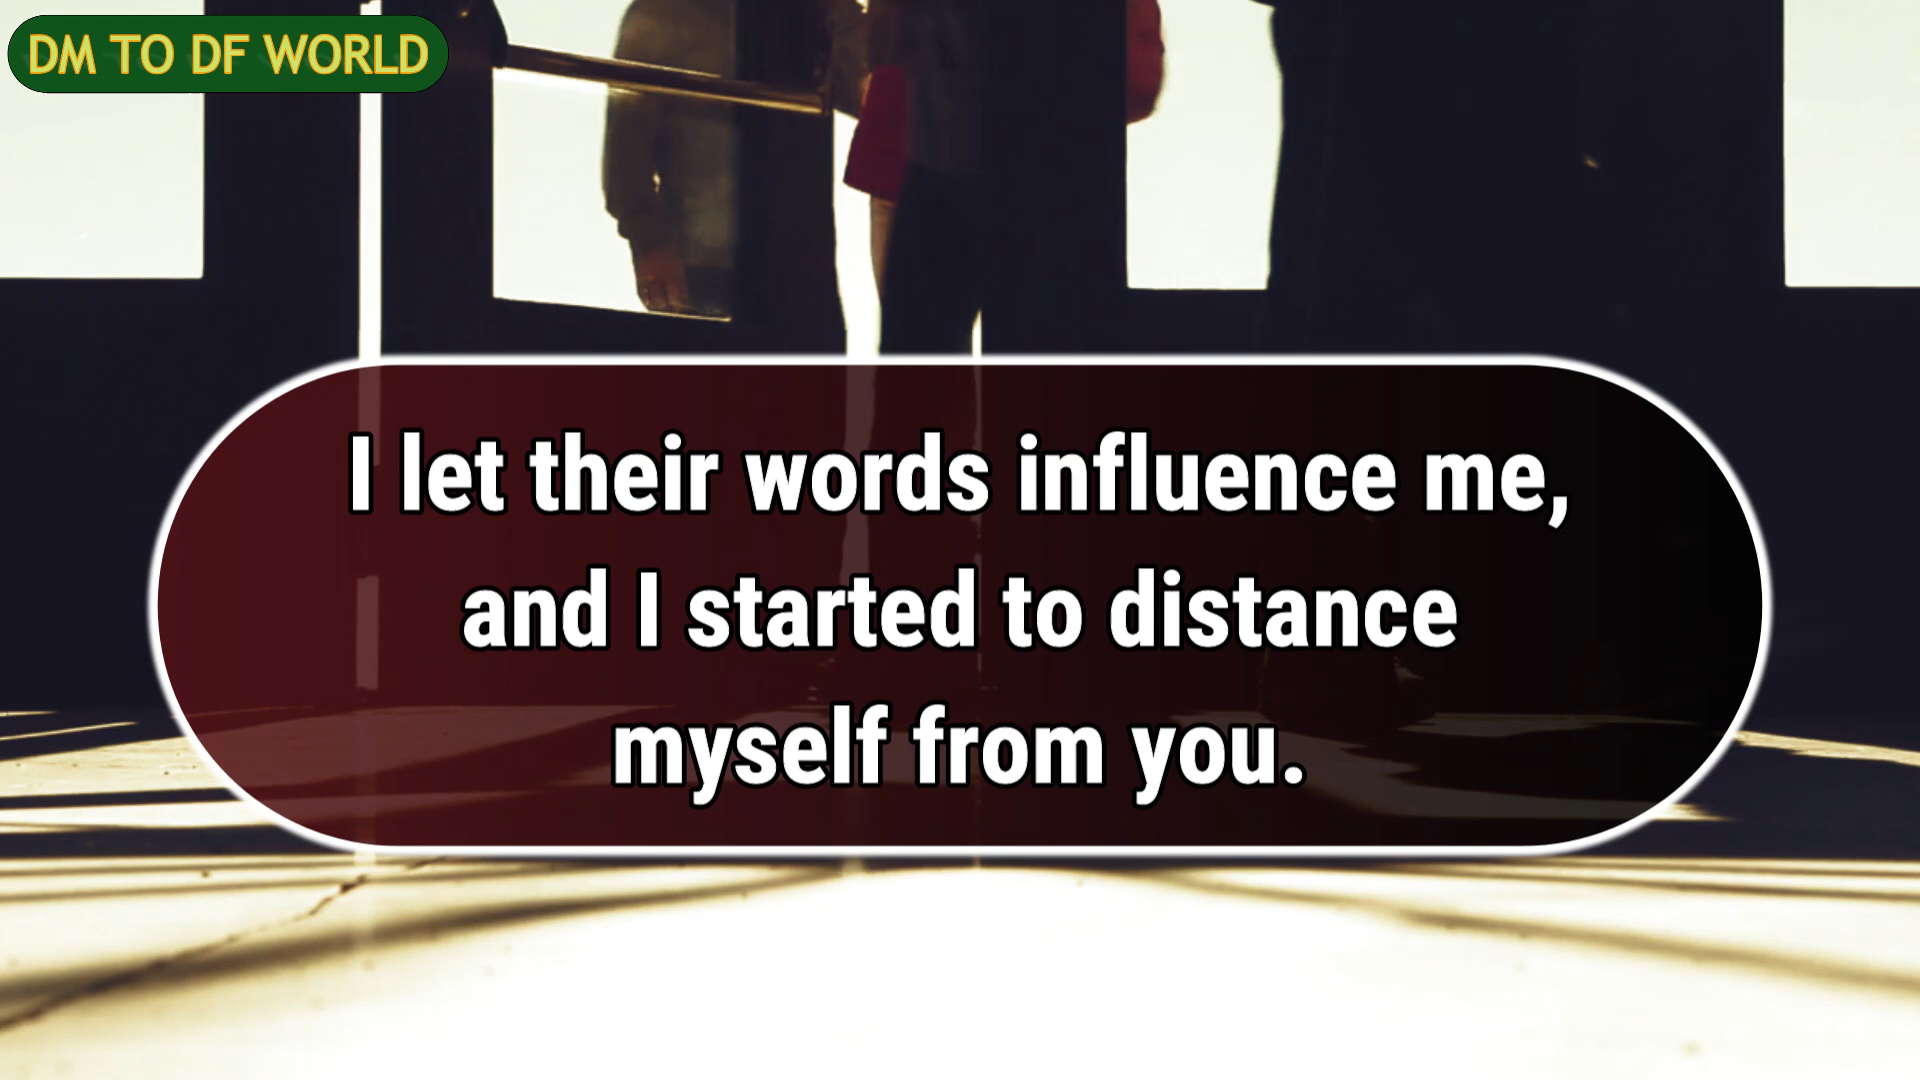 DM TO DF WORLD
I let their words influence me,
and I started to distance
myself from you.